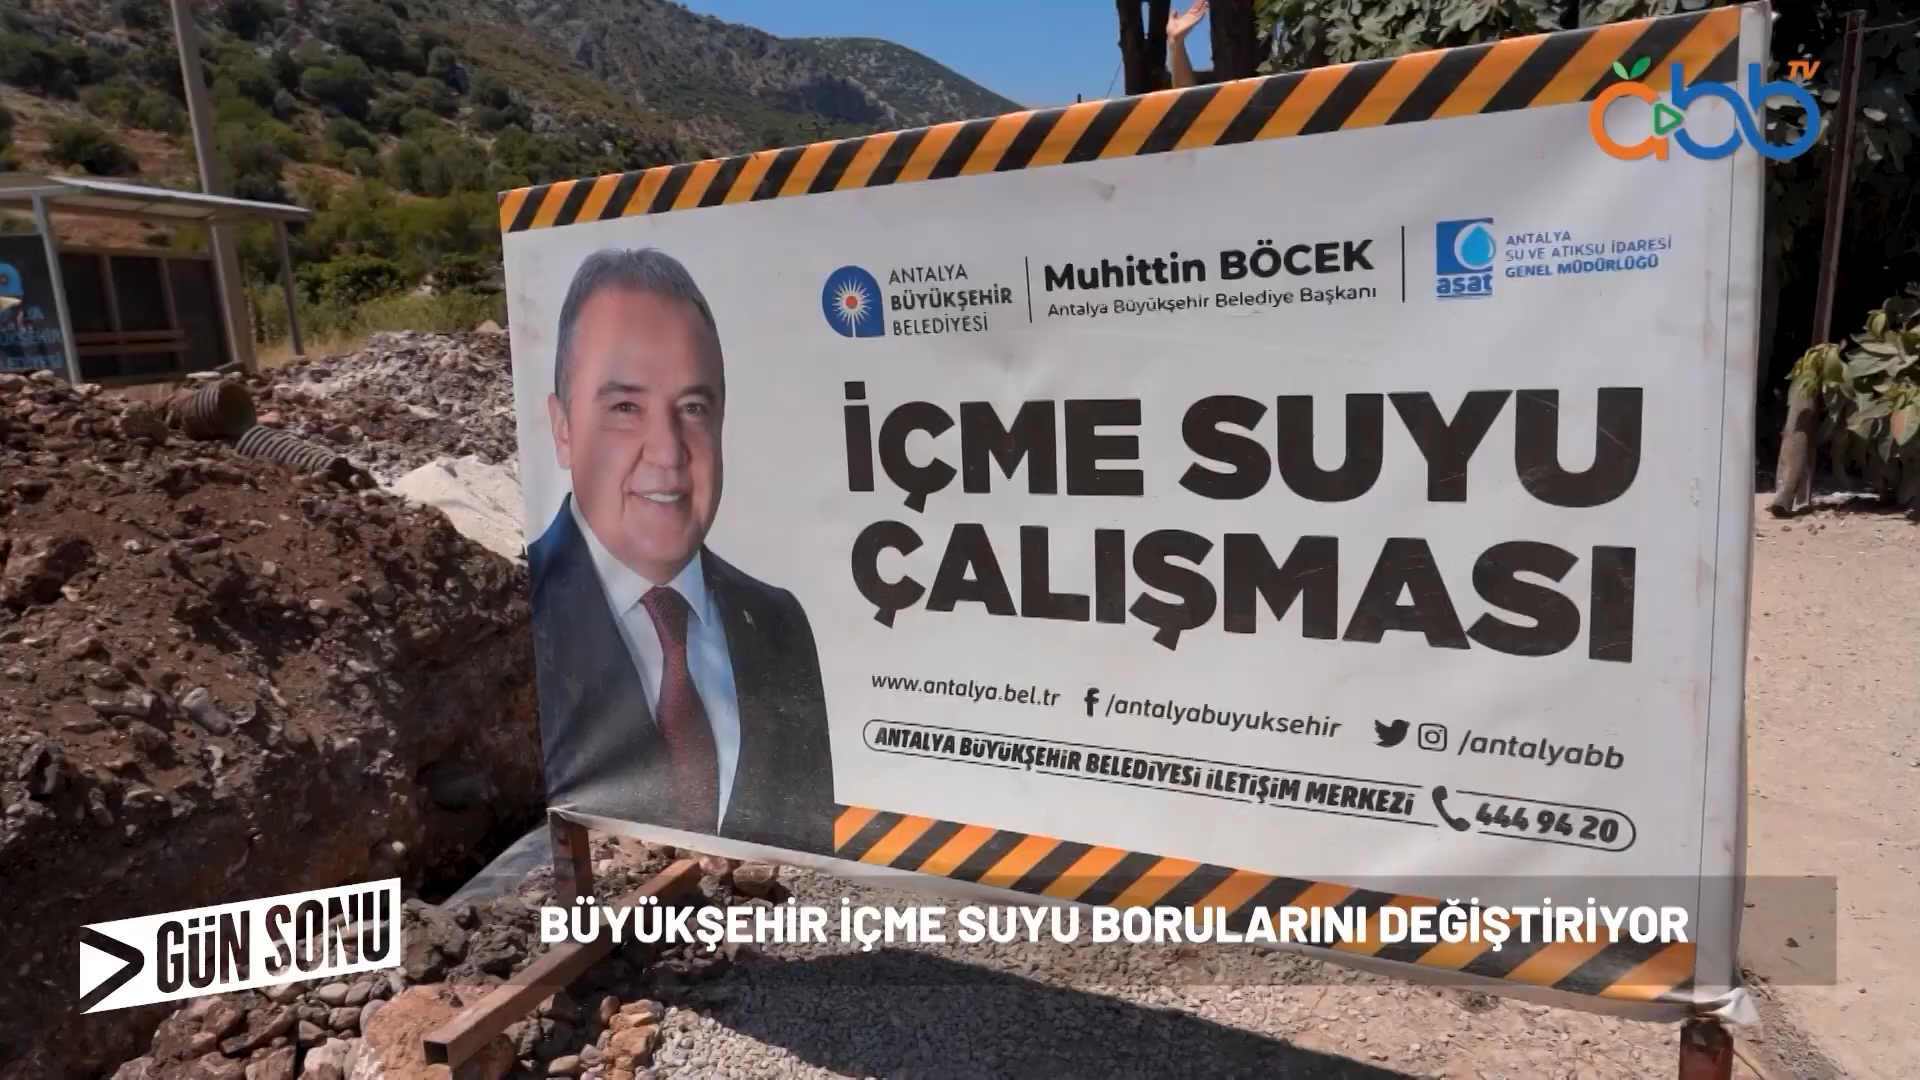 abb TV
ANTALYA
BÜYÜKŞEHİR
BELEDİYESİ
Muhittin BÖCEK
Antalya Büyükşehir Belediye Başkanı
asat
ANTALYA
SU VE ATIKSU İDARESİ
GENEL MÜDÜRLÜĞÜ
İÇME SUYU
ÇALIŞMASI
www.antalya.bel.tr /antalyabuyuksehir /antalyabb
ANTALYA BÜYÜKŞEHİR BELEDİYESİ İLETİŞİM MERKEZİ 444 94 20
GÜN SONU
BÜYÜKŞEHİR İÇME SUYU BORULARINI DEĞİŞTİRİYOR